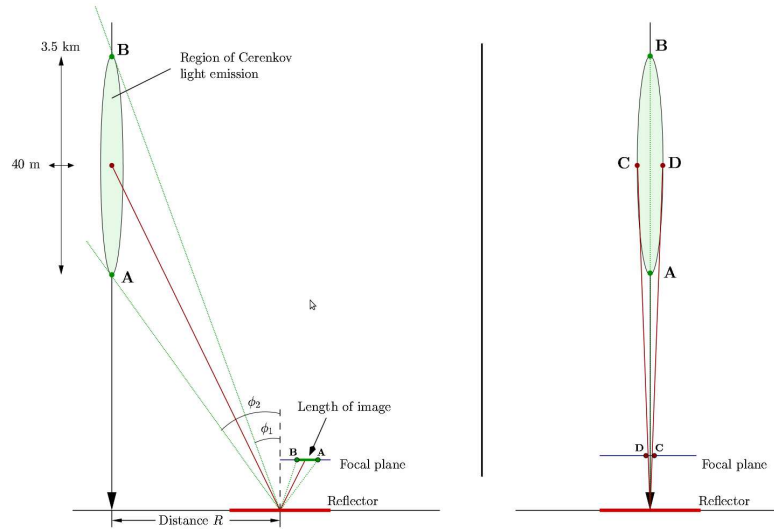 B
3.5 km
Region of Cerenkov
light emission
40 m
A
ϕ2
ϕ1
Length of image
B A
Focal plane
Reflector
Distance R
B
C D
A
D C
Focal plane
Reflector